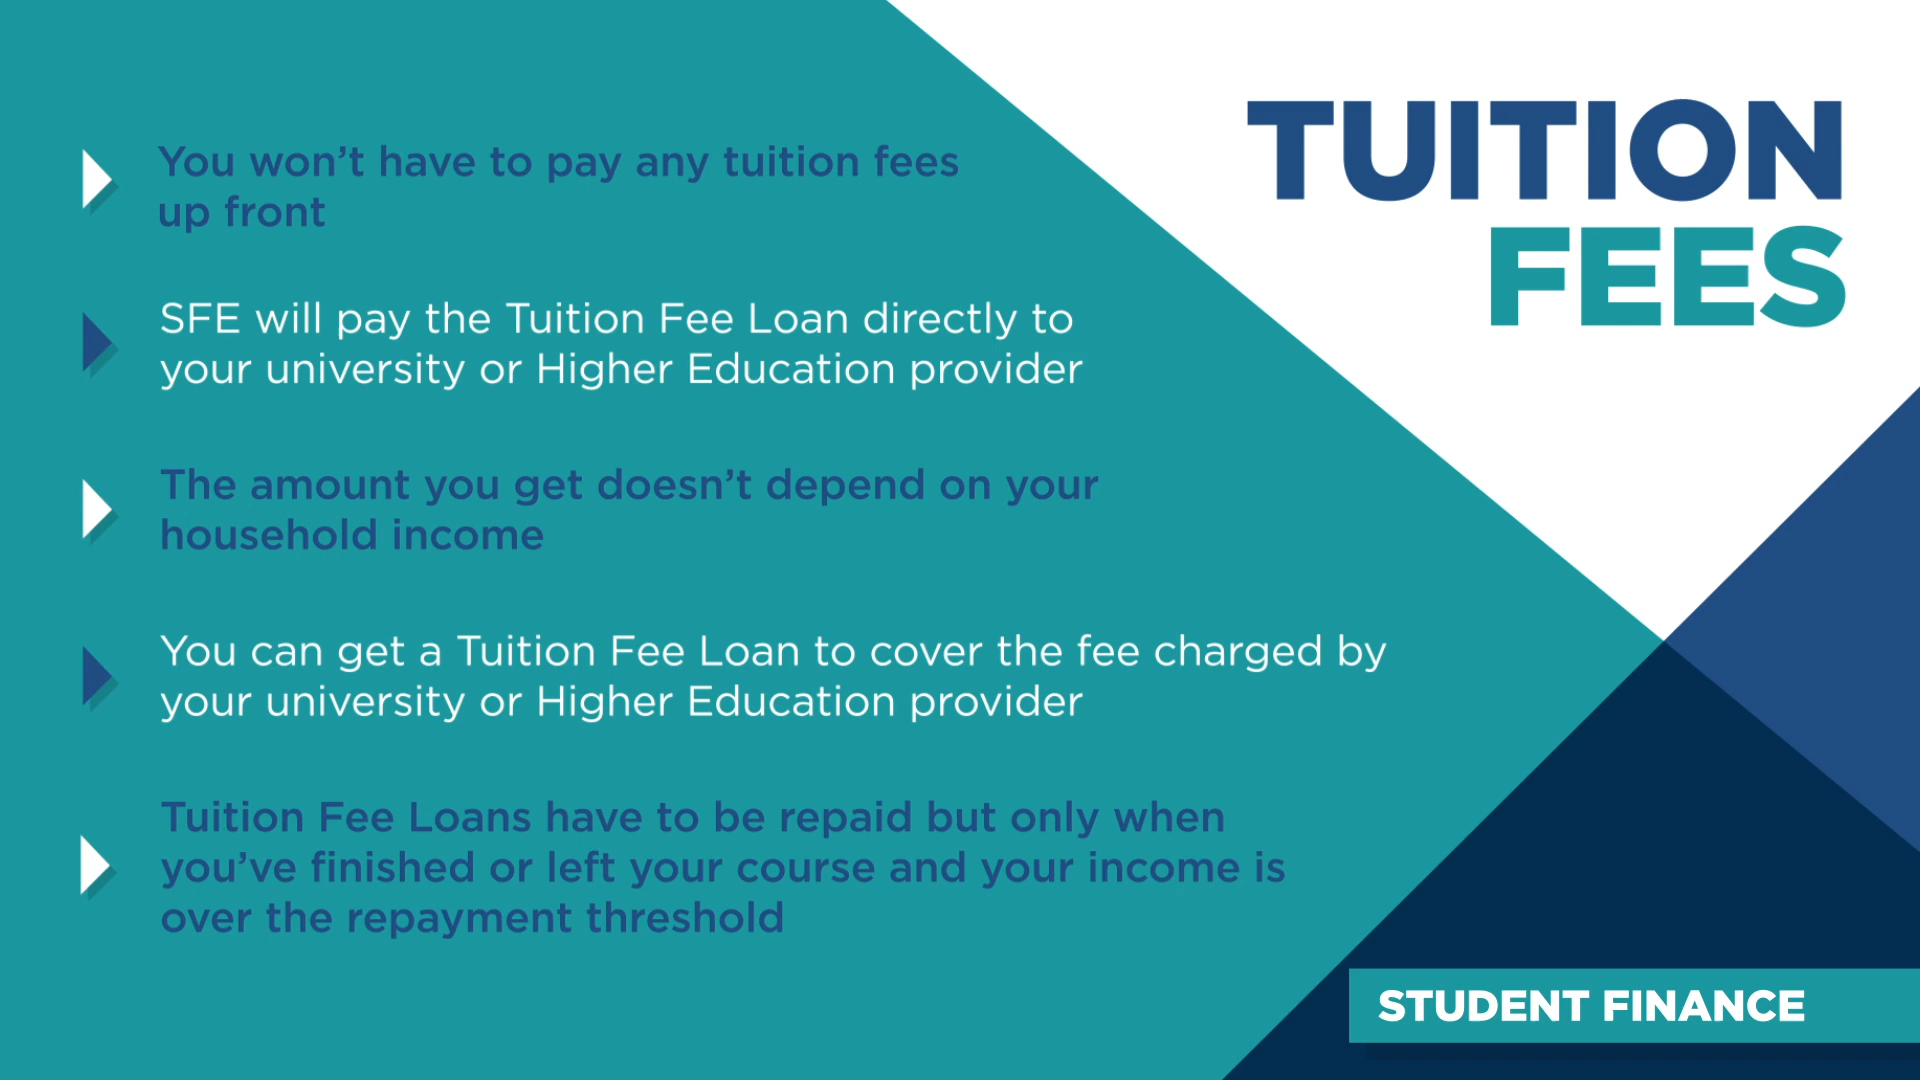 TUITION
FEES
You won’t have to pay any tuition fees
up front
SFE will pay the Tuition Fee Loan directly to
your university or Higher Education provider
The amount you get doesn’t depend on your
household income
You can get a Tuition Fee Loan to cover the fee charged by
your university or Higher Education provider
Tuition Fee Loans have to be repaid but only when
you’ve finished or left your course and your income is
over the repayment threshold
STUDENT FINANCE